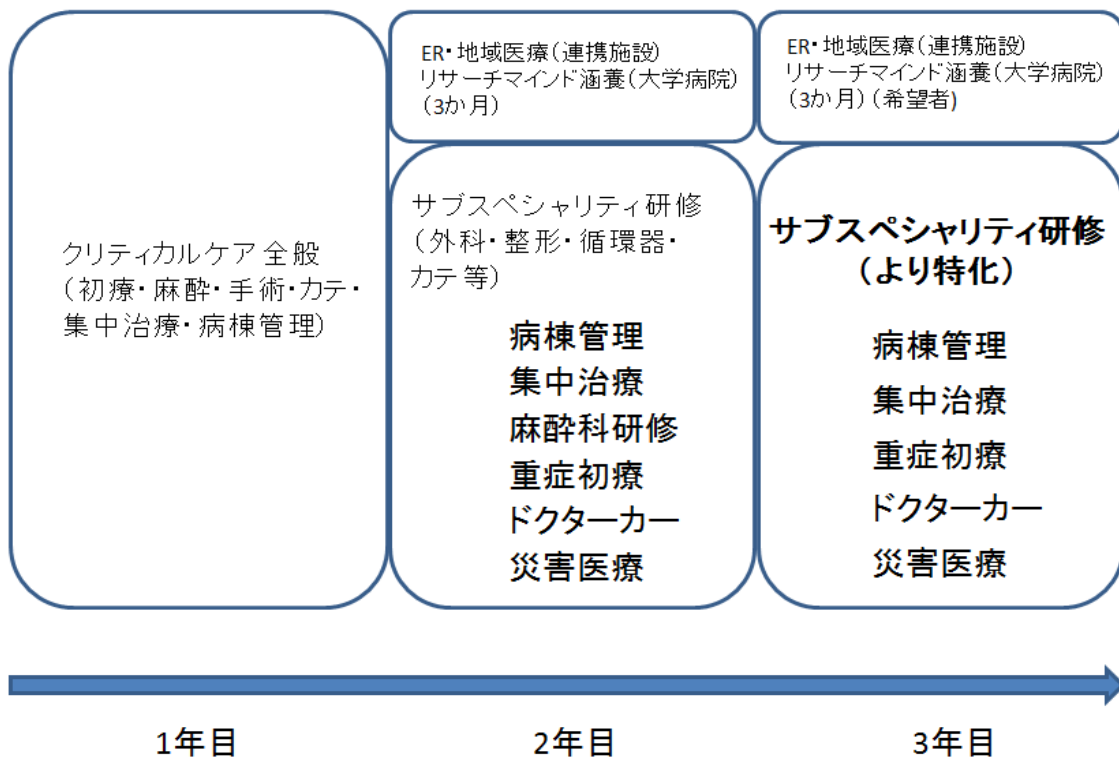 クリティカルケア全般
（初療・麻酔・手術・カテ・
集中治療・病棟管理）
ER・地域医療（連携施設）
リサーチマインド涵養（大学病院）
（3か月）
サブスペシャリティ研修
（外科・整形・循環器・
カテ等）
病棟管理
集中治療
麻酔科研修
重症初療
ドクターカー
災害医療
ER・地域医療（連携施設）
リサーチマインド涵養（大学病院）
（3か月）（希望者）
サブスペシャリティ研修
（より特化）
病棟管理
集中治療
重症初療
ドクターカー
災害医療
1年目
2年目
3年目